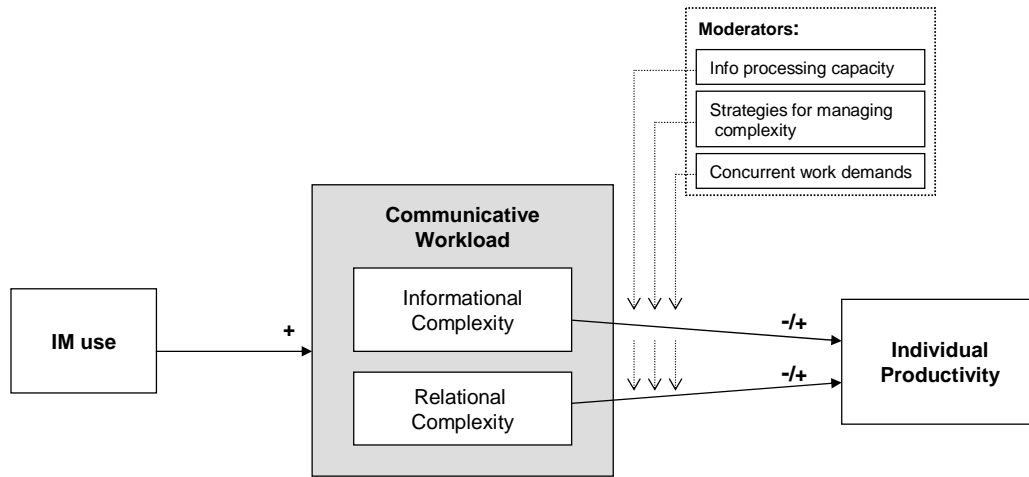 Moderators:
Info processing capacity
Strategies for managing
complexity
Concurrent work demands
Communicative
Workload
Informational
Complexity
Relational
Complexity
IM use
+
-/+
-/+
Individual
Productivity